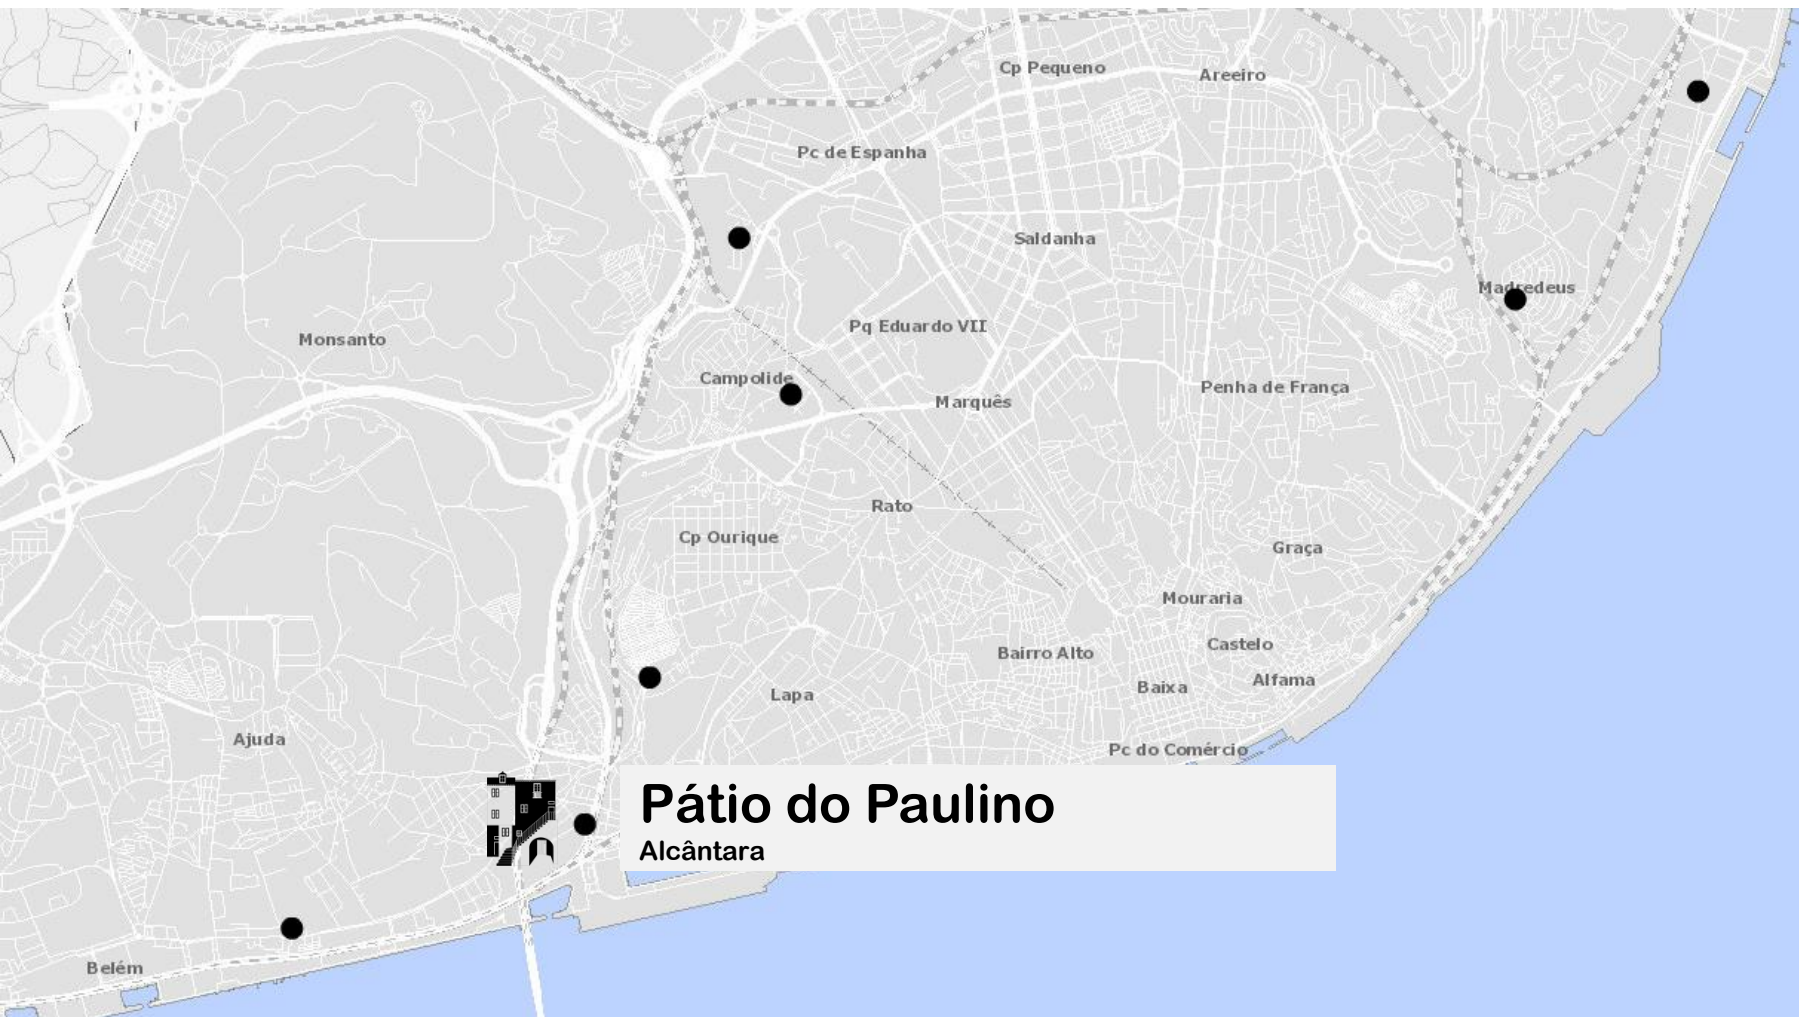 Cp Pequeno
Areeiro
Pc de Espanha
Saldanha
Madredeus
Pq Eduardo VII
Monsanto
Campolide
Penha de França
Marquês
Rato
Cp Ourique
Graça
Mouraria
Castelo
Bairro Alto
Alfama
Baixa
Lapa
Ajuda
Pc do Comércio
Pátio do Paulino
Alcântara
Belém